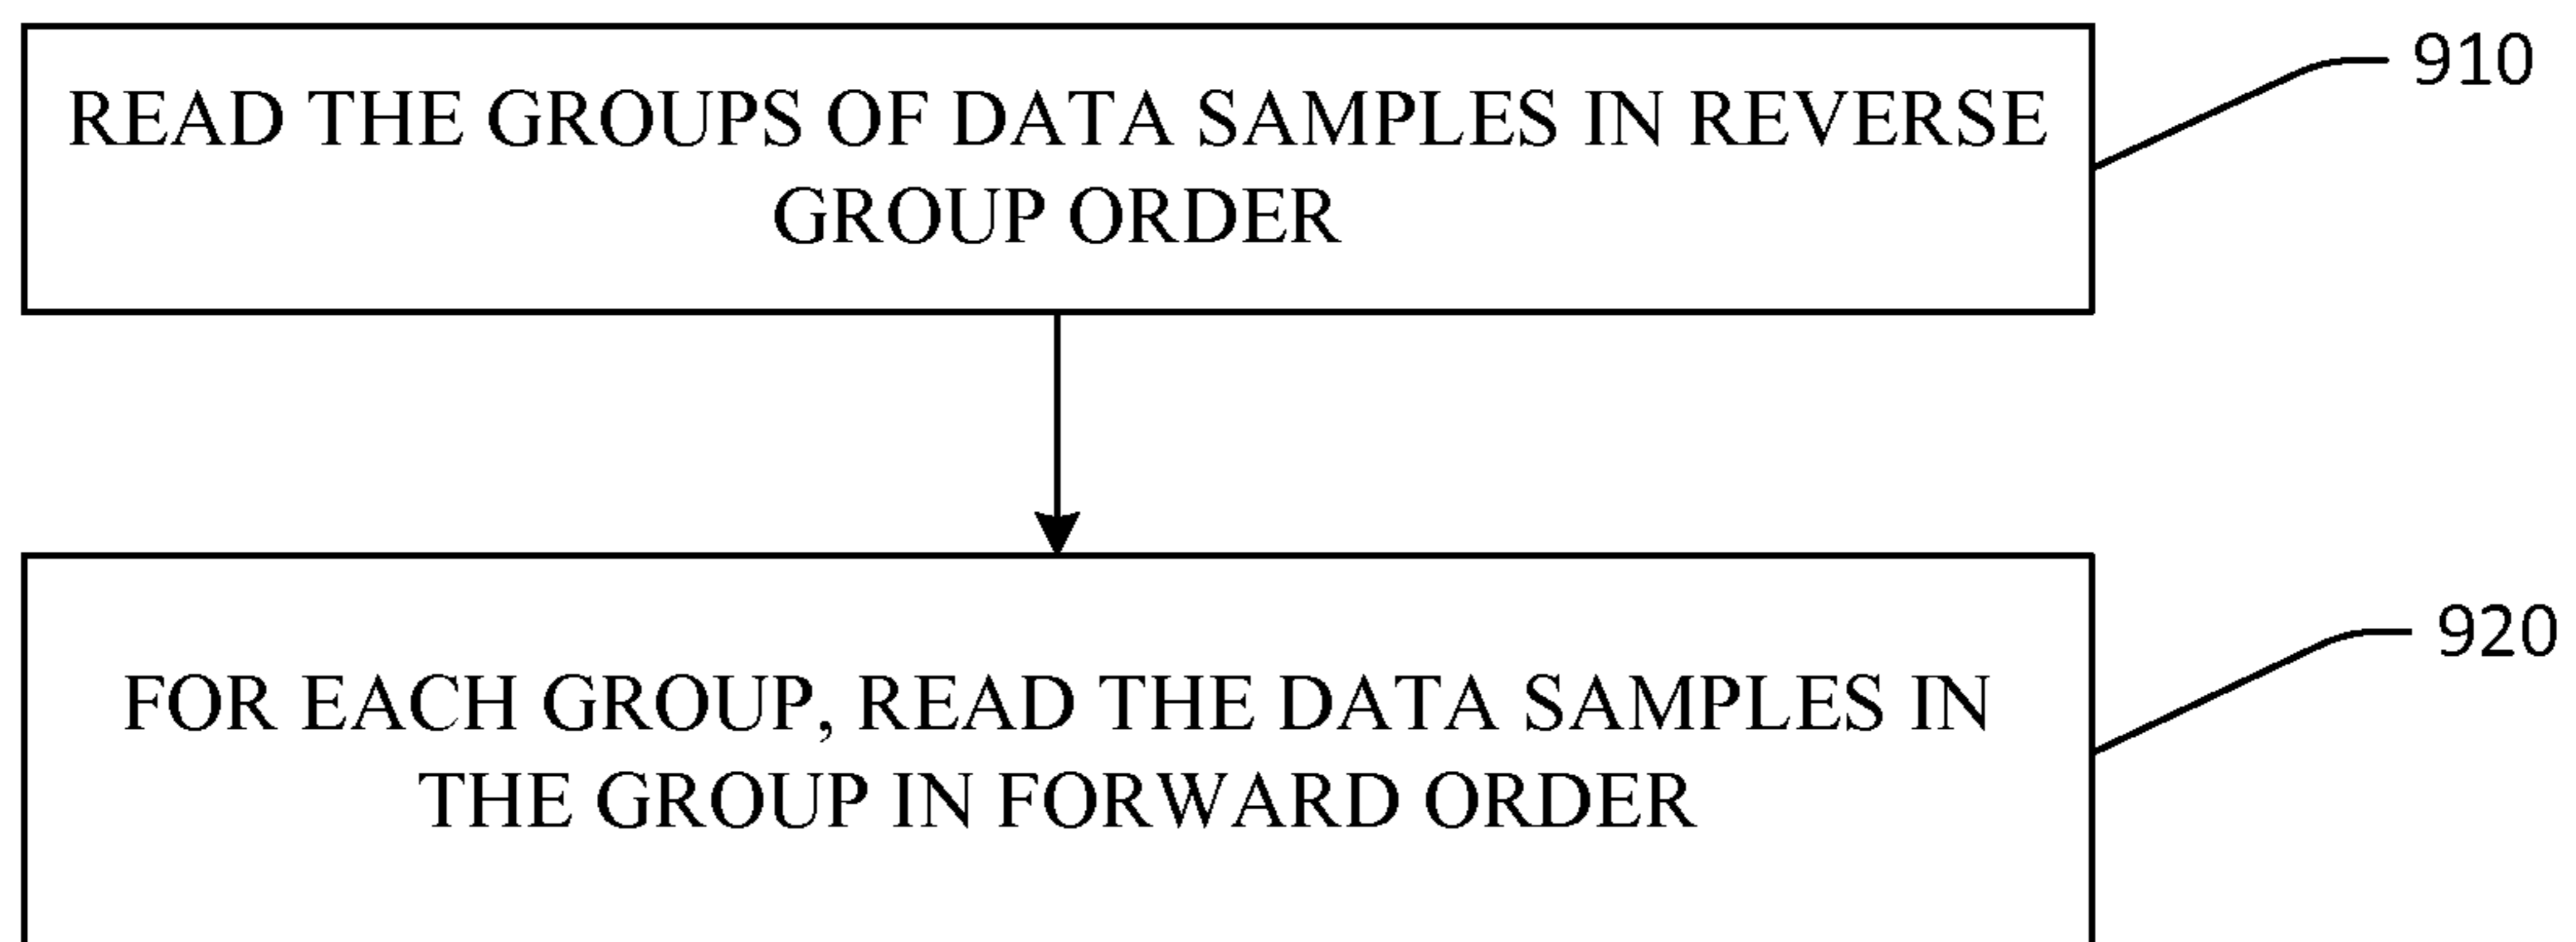 READ THE GROUPS OF DATA SAMPLES IN REVERSE
GROUP ORDER
910
FOR EACH GROUP, READ THE DATA SAMPLES IN
THE GROUP IN FORWARD ORDER
920